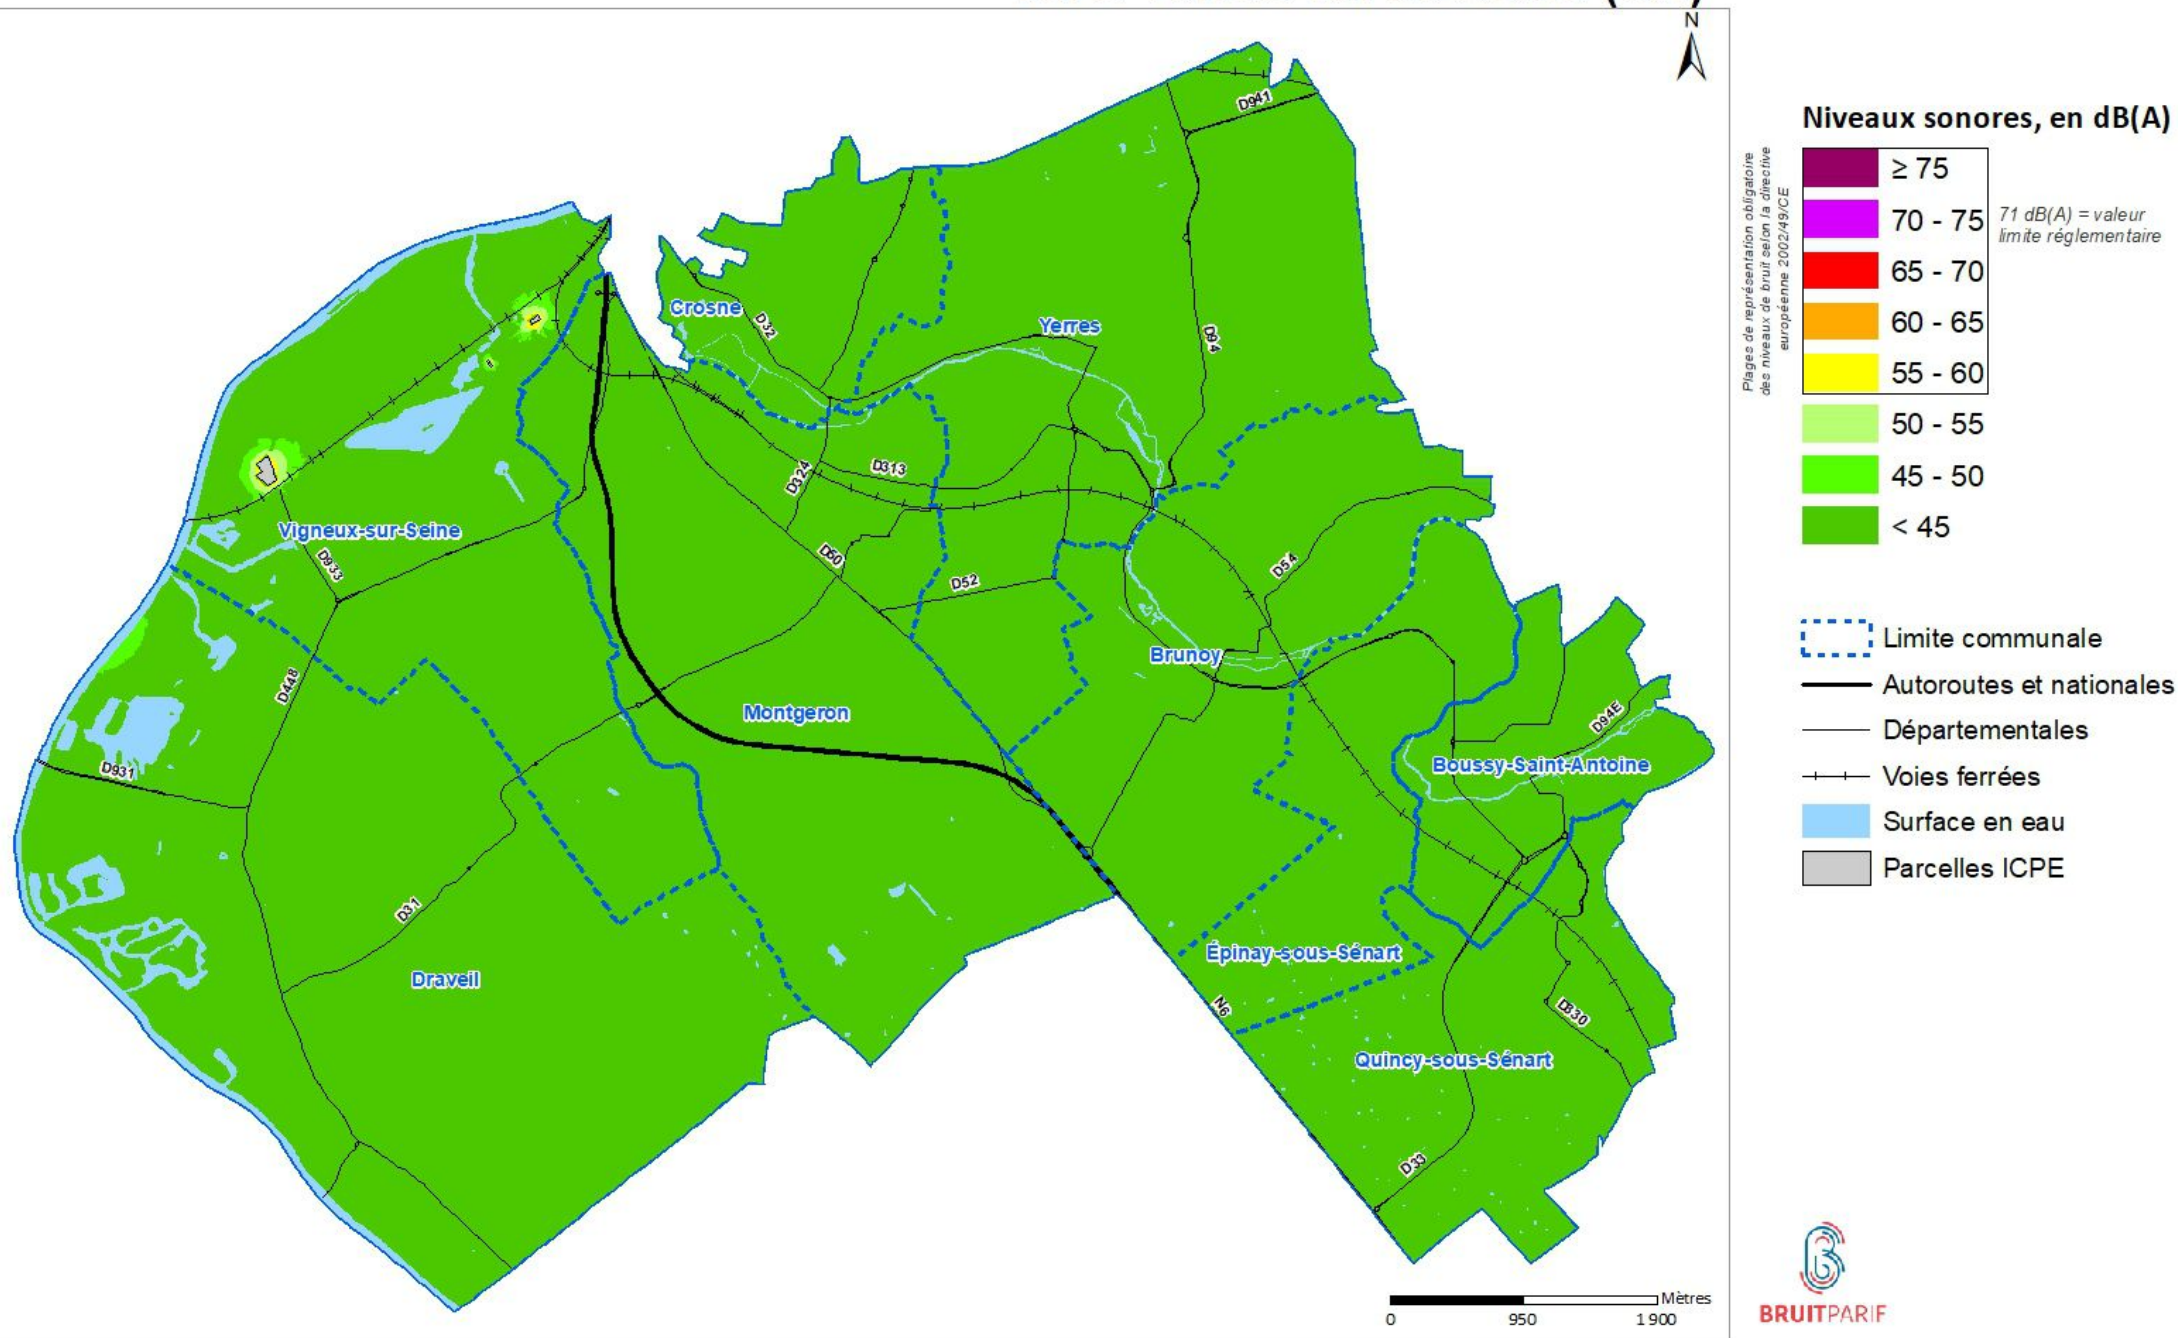 N
D941
Crosne
D32
Yerres
D94
D313
D324
Vigneux-sur-Seine
D933
D50
D52
D54
Brunoy
D448
Montgeron
D94E
Boussy-Saint-Antoine
D931
D31
Draveil
Épinay-sous-Sénart
N6
D330
Quincy-sous-Sénart
D33
Mètres
0 950 1 900
Niveaux sonores, en dB(A)
Plages de représentation obligatoire
des niveaux de bruit selon la directive
européenne 2002/49/CE
≥ 75
70 - 75
71 dB(A) = valeur
limite réglementaire
65 - 70
60 - 65
55 - 60
50 - 55
45 - 50
< 45
Limite communale
Autoroutes et nationales
Départementales
Voies ferrées
Surface en eau
Parcelles ICPE
BRUITPARIF